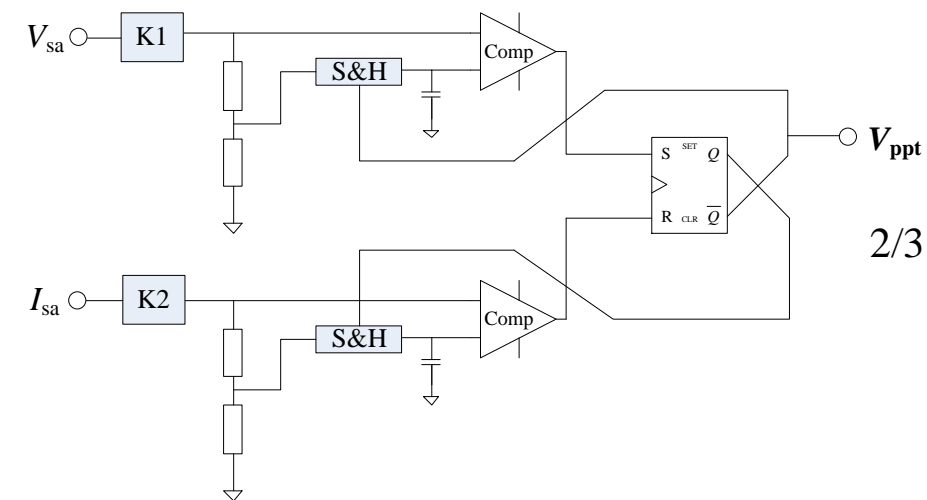 Vsa
K1
S&H
Comp
S SET Q
R CLR Q̅
Vppt
2/3
Isa
K2
S&H
Comp